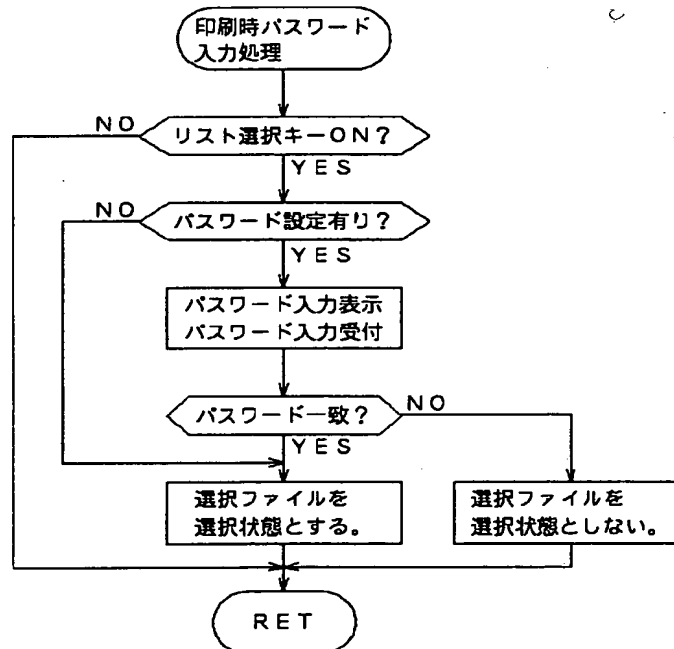 印刷時パスワード
入力処理
NO
リスト選択キーON?
YES
NO
パスワード設定有り?
YES
パスワード入力表示
パスワード入力受付
パスワード一致?
NO
YES
選択ファイルを
選択状態とする。
選択ファイルを
選択状態としない。
RET